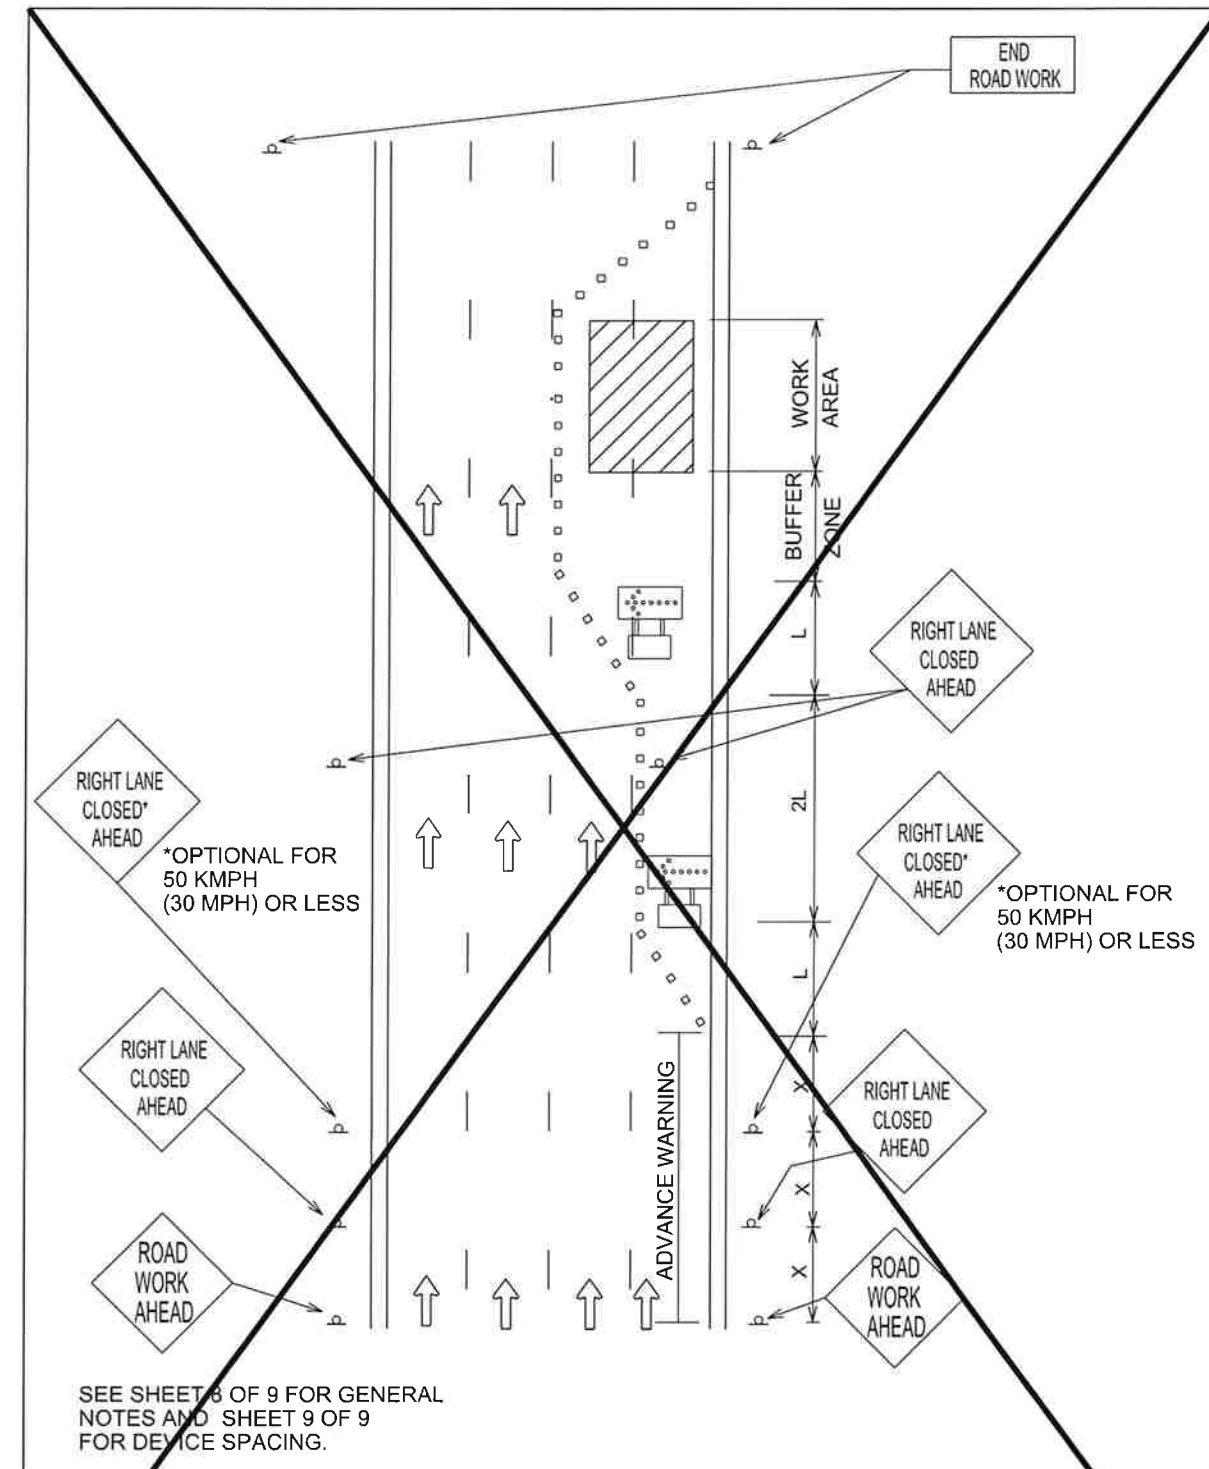 END
ROAD WORK
WORK
AREA
BUFFER
ZONE
L
RIGHT LANE
CLOSED
AHEAD
RIGHT LANE
CLOSED*
AHEAD
*OPTIONAL FOR
50 KMPH
(30 MPH) OR LESS
2L
RIGHT LANE
CLOSED*
AHEAD
*OPTIONAL FOR
50 KMPH
(30 MPH) OR LESS
L
RIGHT LANE
CLOSED
AHEAD
ADVANCE WARNING
X
RIGHT LANE
CLOSED
AHEAD
X
ROAD
WORK
AHEAD
X
ROAD
WORK
AHEAD
SEE SHEET 8 OF 9 FOR GENERAL
NOTES AND SHEET 9 OF 9
FOR DEVICE SPACING.